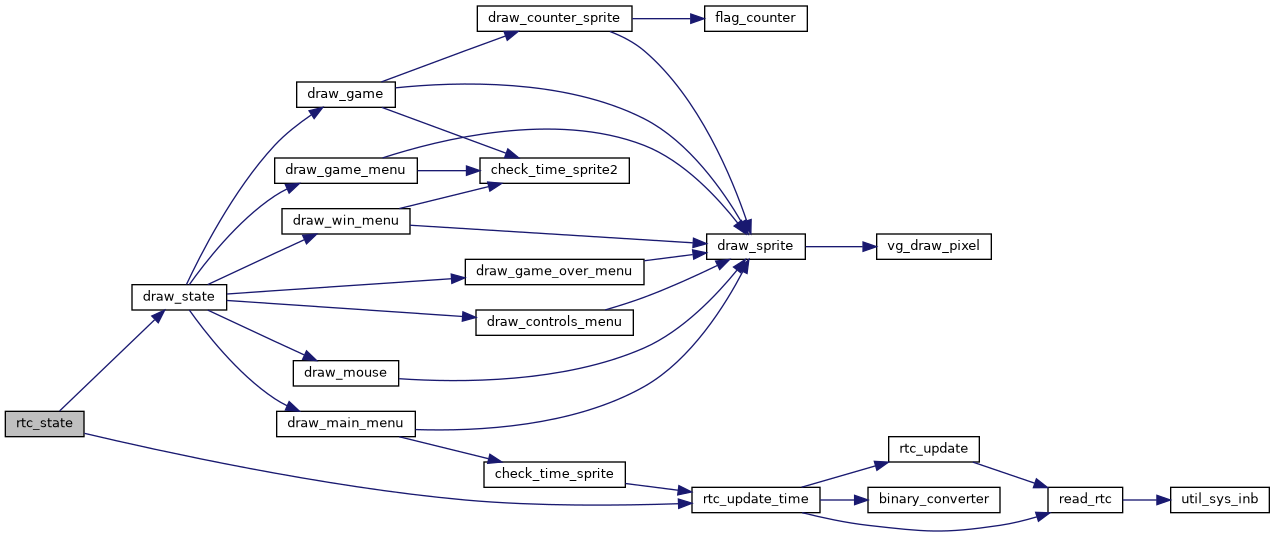 draw_counter_sprite
flag_counter
draw_game
draw_game_menu
check_time_sprite2
draw_win_menu
draw_sprite
vg_draw_pixel
draw_game_over_menu
draw_state
draw_controls_menu
draw_mouse
rtc_state
draw_main_menu
rtc_update
check_time_sprite
rtc_update_time
binary_converter
read_rtc
util_sys_inb